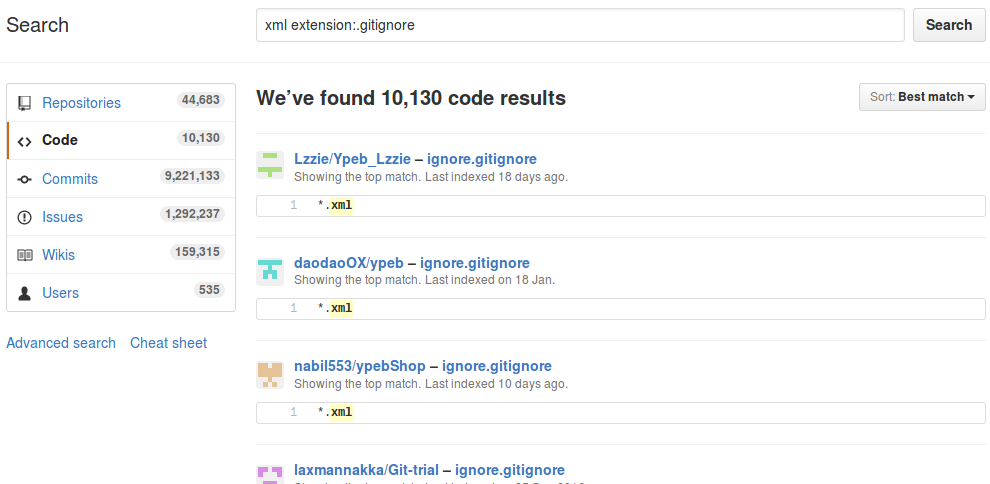 Search
xml extension:.gitignore
Search
Repositories 44,683
Code 10,130
Commits 9,221,133
Issues 1,292,237
Wikis 159,315
Users 535
Advanced search Cheat sheet
We've found 10,130 code results
Sort: Best match
Lzzie/Ypeb_Lzzie – ignore.gitignore
Showing the top match. Last indexed 18 days ago.
1 *.xml
daodaoOX/ypeb – ignore.gitignore
Showing the top match. Last indexed on 18 Jan.
1 *.xml
nabil553/ypebShop – ignore.gitignore
Showing the top match. Last indexed 10 days ago.
1 *.xml
laxmannakka/Git-trial – ignore.gitignore